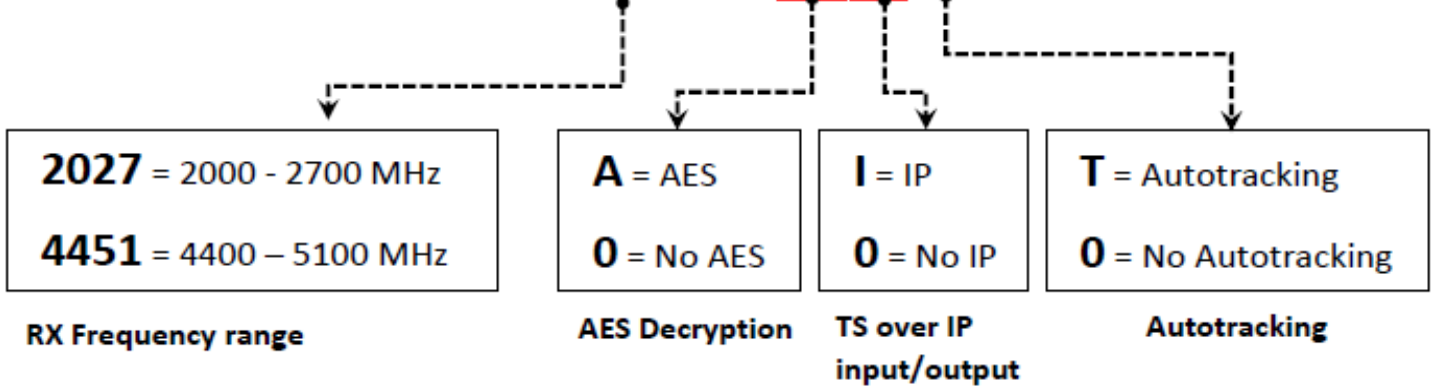 2027 = 2000 - 2700 MHz
4451 = 4400 – 5100 MHz
RX Frequency range
A = AES
0 = No AES
AES Decryption
I = IP
0 = No IP
TS over IP
input/output
T = Autotracking
0 = No Autotracking
Autotracking